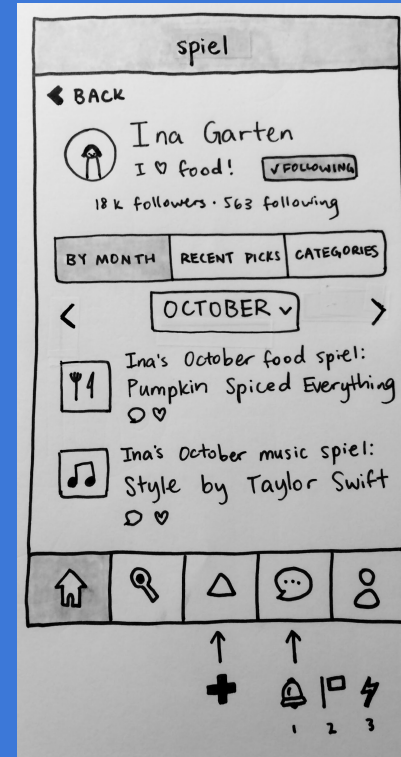 spiel
BACK
Ina Garten
I ♡ food!
✓FOLLOWING
18k followers · 563 following
BY MONTH
RECENT PICKS
CATEGORIES
OCTOBER
Ina's October food spiel:
Pumpkin Spiced Everything
Ina's October music spiel:
Style by Taylor Swift
1 2 3